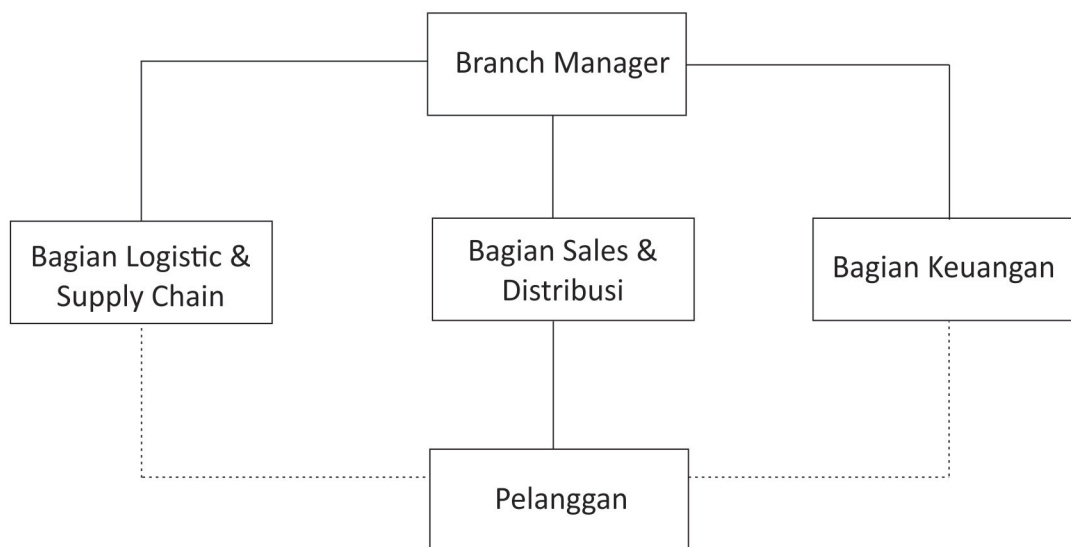 Branch Manager
Bagian Logistic &
Supply Chain
Bagian Sales &
Distribusi
Bagian Keuangan
Pelanggan